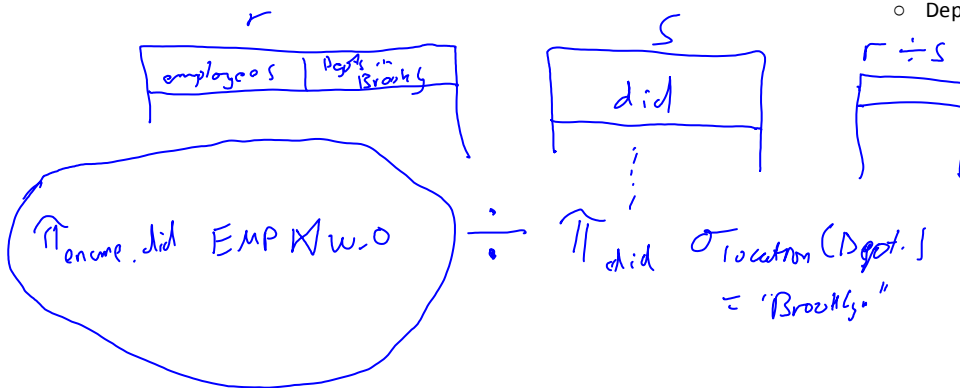 ○ Dep
r
S
r ÷ s
employees Depts in Brookly
did
π ename, did EMP ⋈ W_O ÷ π did σ location (Dept.)
= "Brookly"